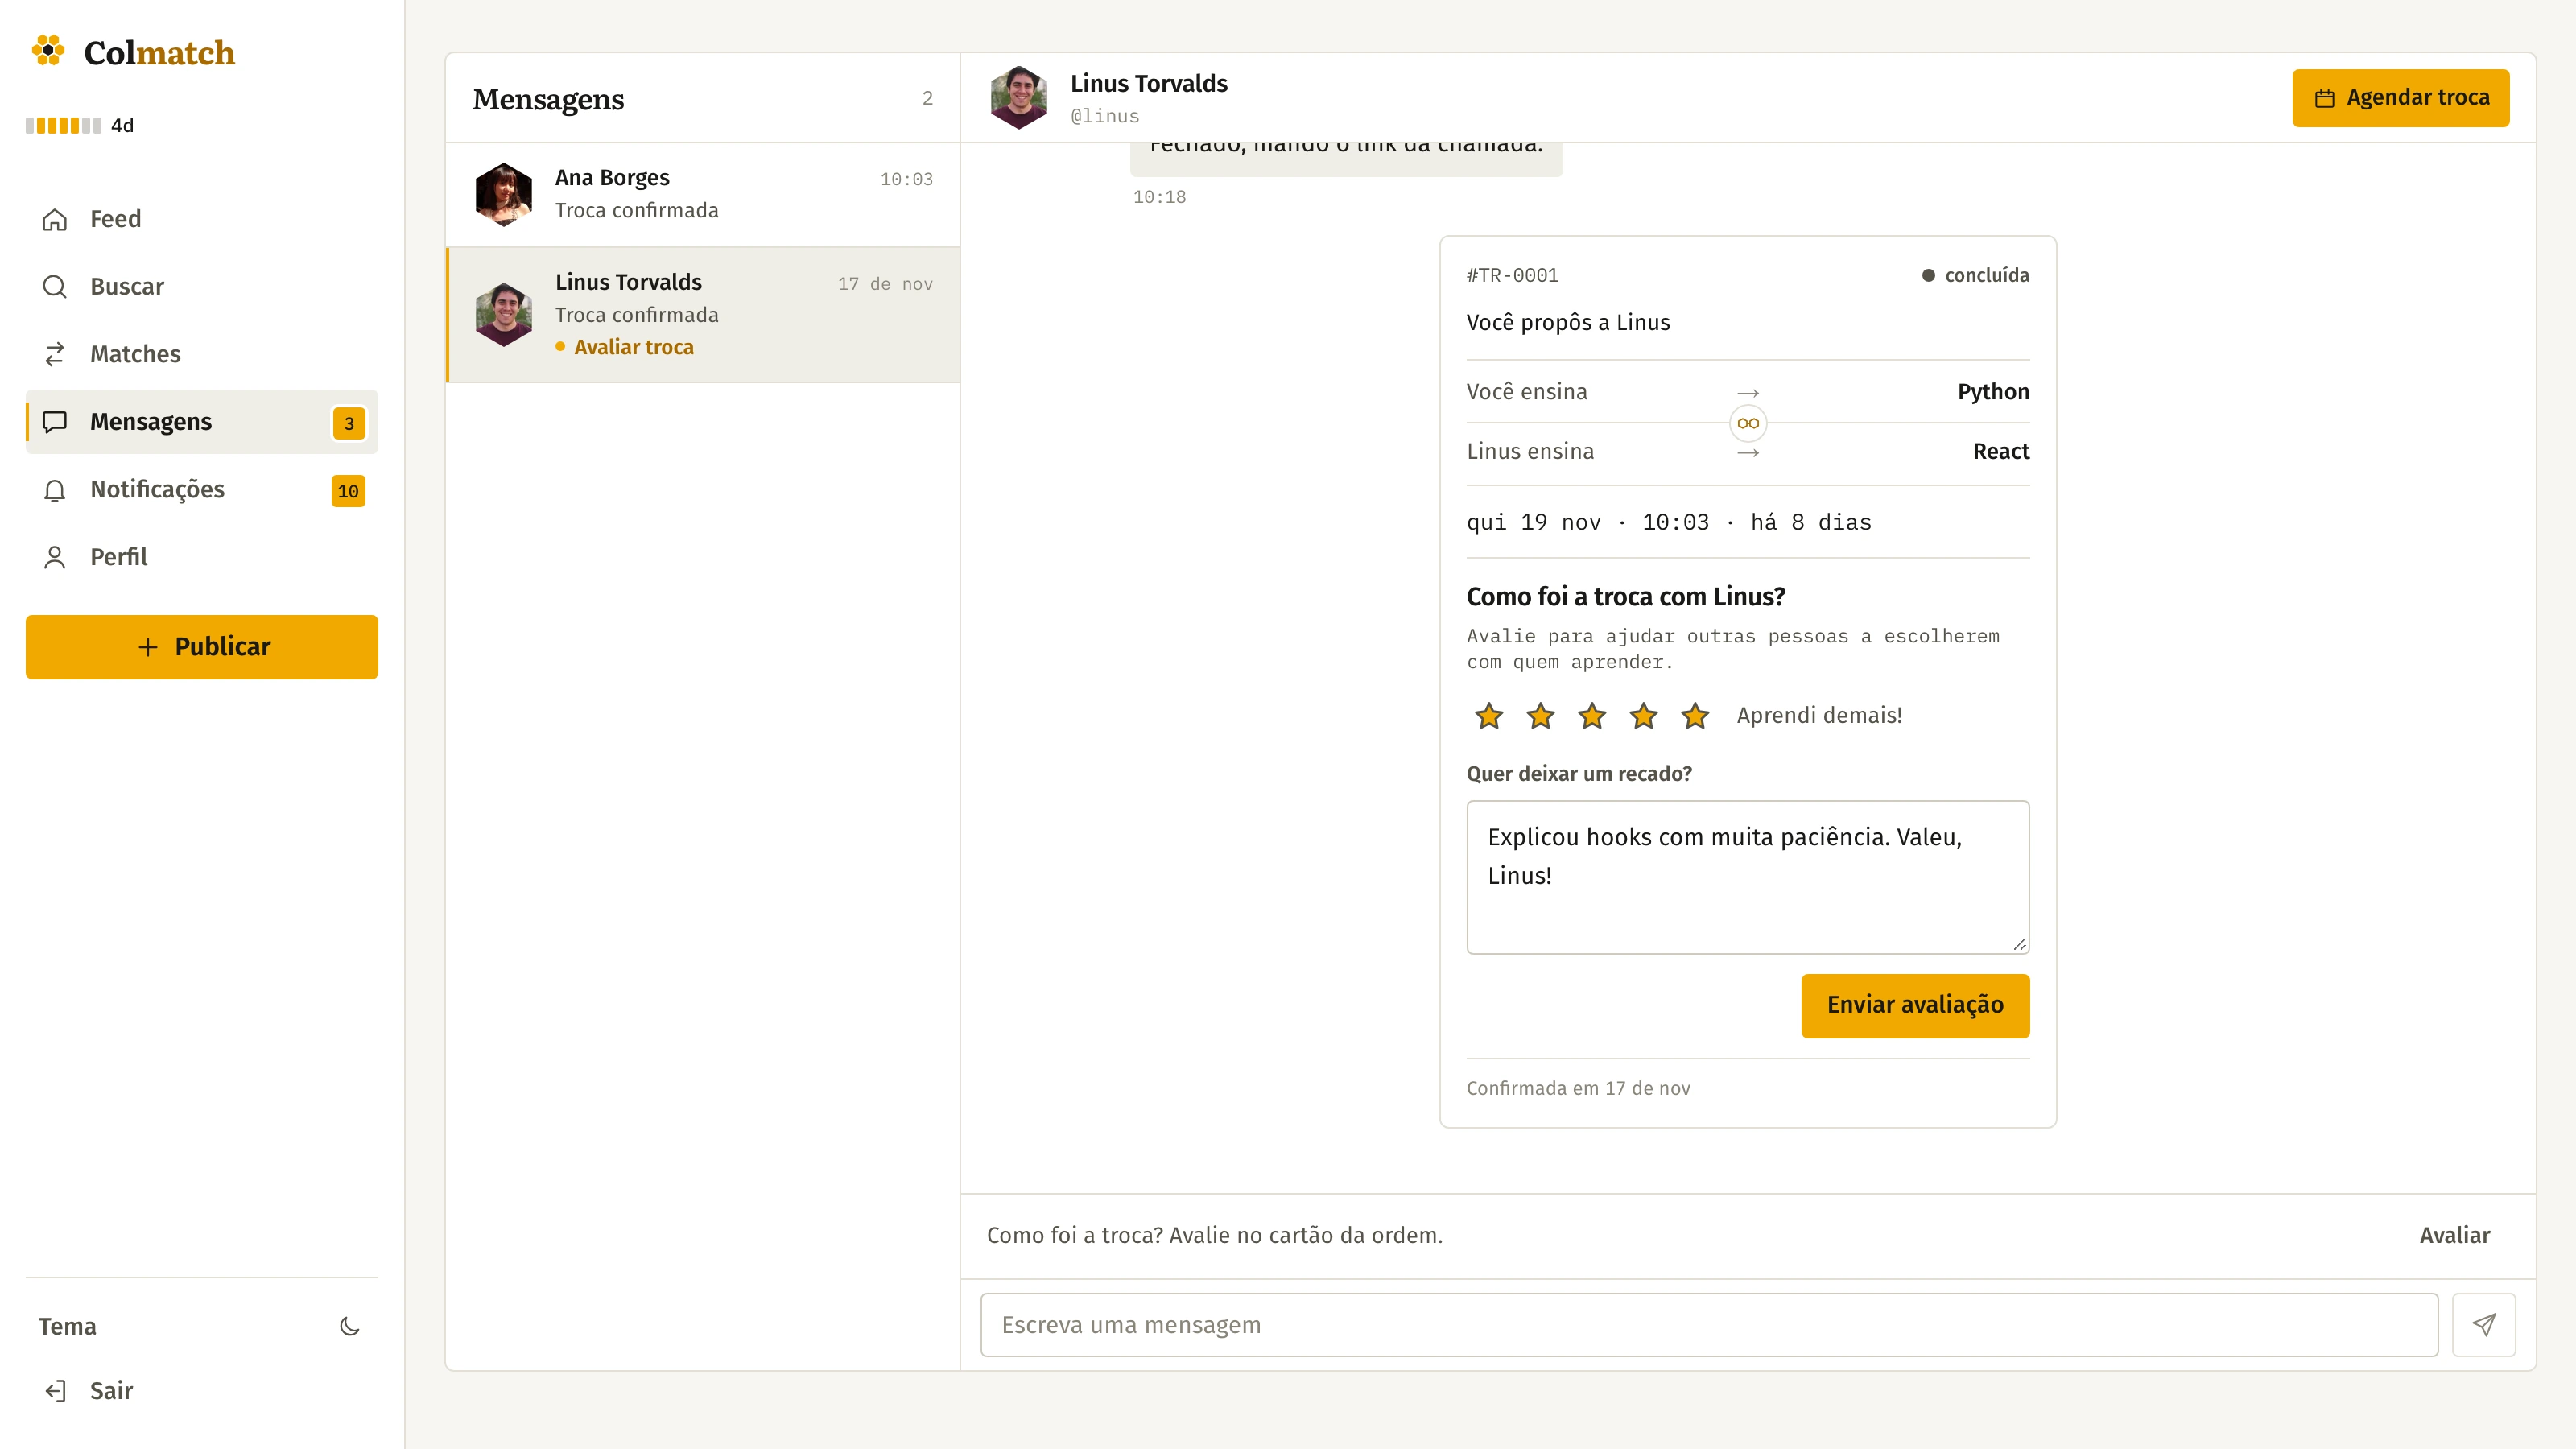 Colmatch
4d
Feed
Buscar
Matches
Mensagens 3
Notificações 10
Perfil
+ Publicar
Tema
Sair
Mensagens 2
Ana Borges 10:03
Troca confirmada
Linus Torvalds 17 de nov
Troca confirmada
Avaliar troca
Linus Torvalds
@linus
Agendar troca
Fechado, mando o link da chamada.
10:18
#TR-0001 concluída
Você propôs a Linus
Você ensina → Python
Linus ensina → React
qui 19 nov · 10:03 · há 8 dias
Como foi a troca com Linus?
Avalie para ajudar outras pessoas a escolherem
com quem aprender.
Aprendi demais!
Quer deixar um recado?
Explicou hooks com muita paciência. Valeu,
Linus!
Enviar avaliação
Confirmada em 17 de nov
Como foi a troca? Avalie no cartão da ordem. Avaliar
Escreva uma mensagem